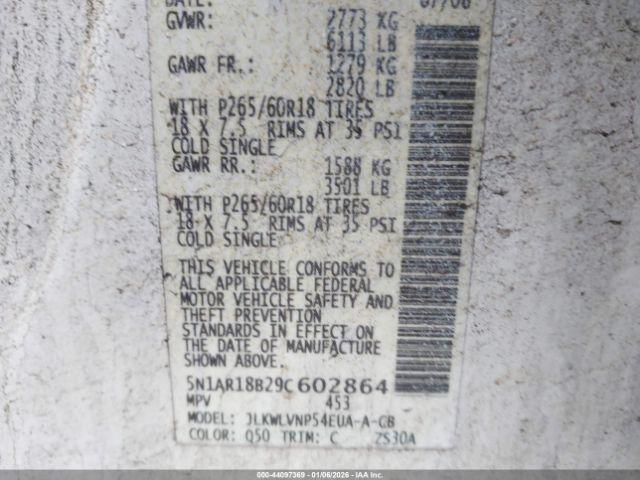 DATE: 07/08
GVWR: 2773 KG
6113 LB
GAWR FR.: 1279 KG
2820 LB
WITH P265/60R18 TIRES
18 X 7.5 RIMS AT 35 PSI
COLD SINGLE
GAWR RR.: 1588 KG
3501 LB
WITH P265/60R18 TIRES
18 X 7.5 RIMS AT 35 PSI
COLD SINGLE
THIS VEHICLE CONFORMS TO
ALL APPLICABLE FEDERAL
MOTOR VEHICLE SAFETY AND
THEFT PREVENTION
STANDARDS IN EFFECT ON
THE DATE OF MANUFACTURE
SHOWN ABOVE.
5N1AR18B29C602864
MPV 453
MODEL: JLKWLVNP54EUA-A-CB
COLOR: Q50 TRIM: C ZS30A
000-44097369 - 01/06/2026 - COPART